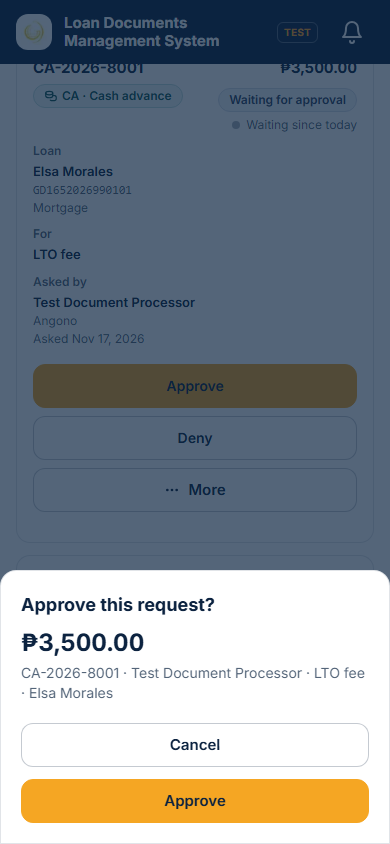 Loan Documents
Management System
TEST
CA-2026-8001
₱3,500.00
CA · Cash advance
Waiting for approval
Waiting since today
Loan
Elsa Morales
GD1652026990101
Mortgage
For
LTO fee
Asked by
Test Document Processor
Angono
Asked Nov 17, 2026
Approve
Deny
··· More
Approve this request?
₱3,500.00
CA-2026-8001 · Test Document Processor · LTO fee
· Elsa Morales
Cancel
Approve